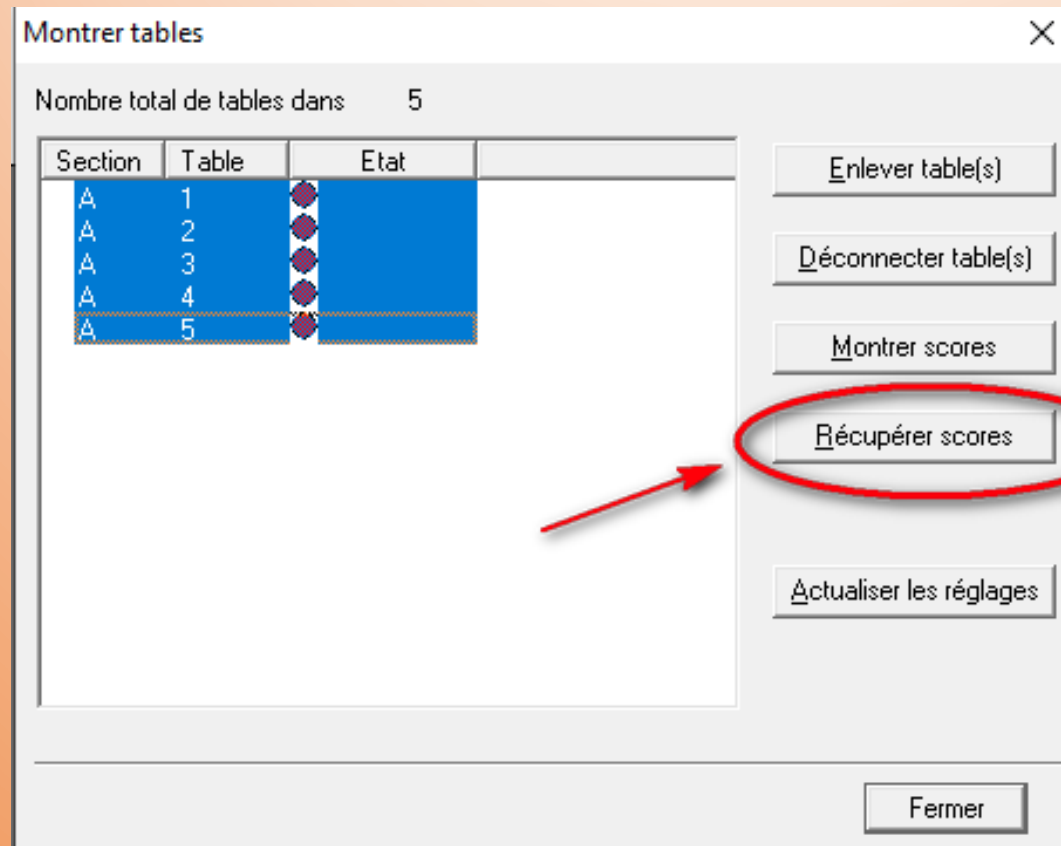 Montrer tables
Nombre total de tables dans 5
Section Table Etat
A 1
A 2
A 3
A 4
A 5
Enlever table(s)
Déconnecter table(s)
Montrer scores
Récupérer scores
Actualiser les réglages
Fermer